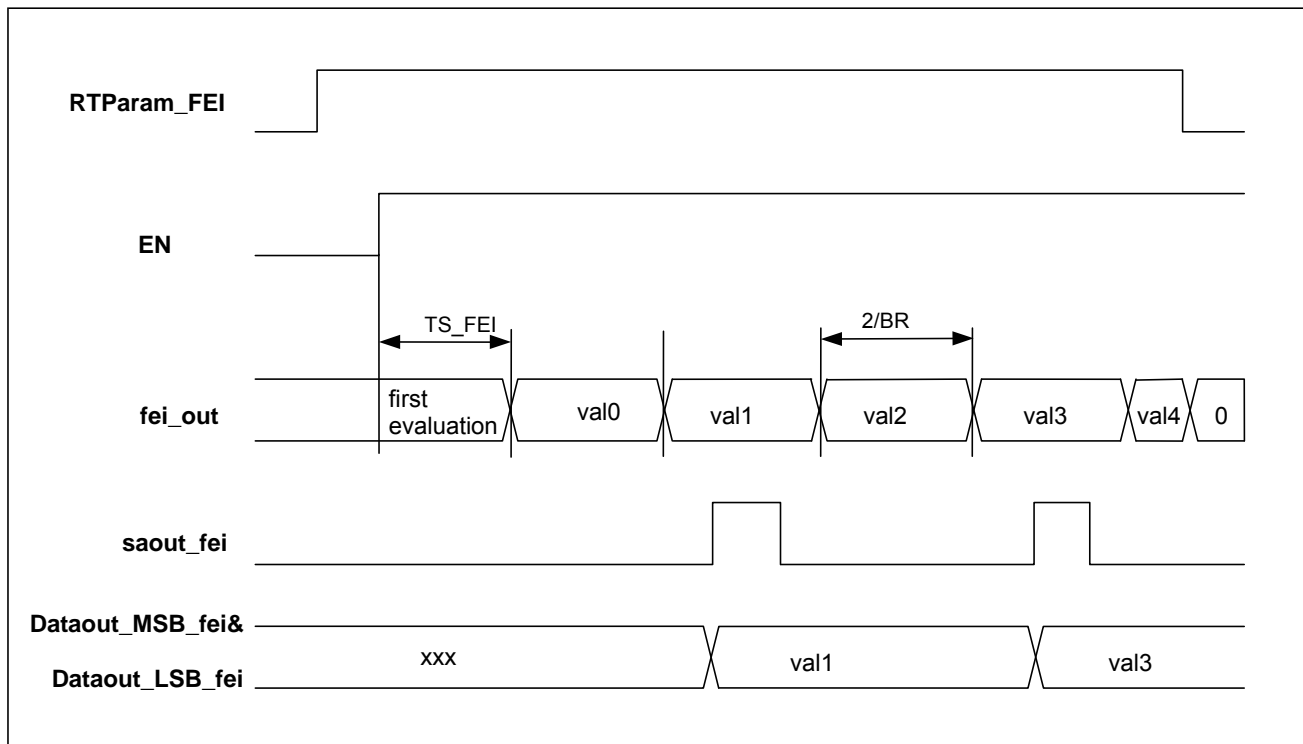 RTParam_FEI
EN
TS_FEI
2/BR
fei_out
first
evaluation
val0
val1
val2
val3
val4
0
saout_fei
Dataout_MSB_fei&
Dataout_LSB_fei
xxx
val1
val3